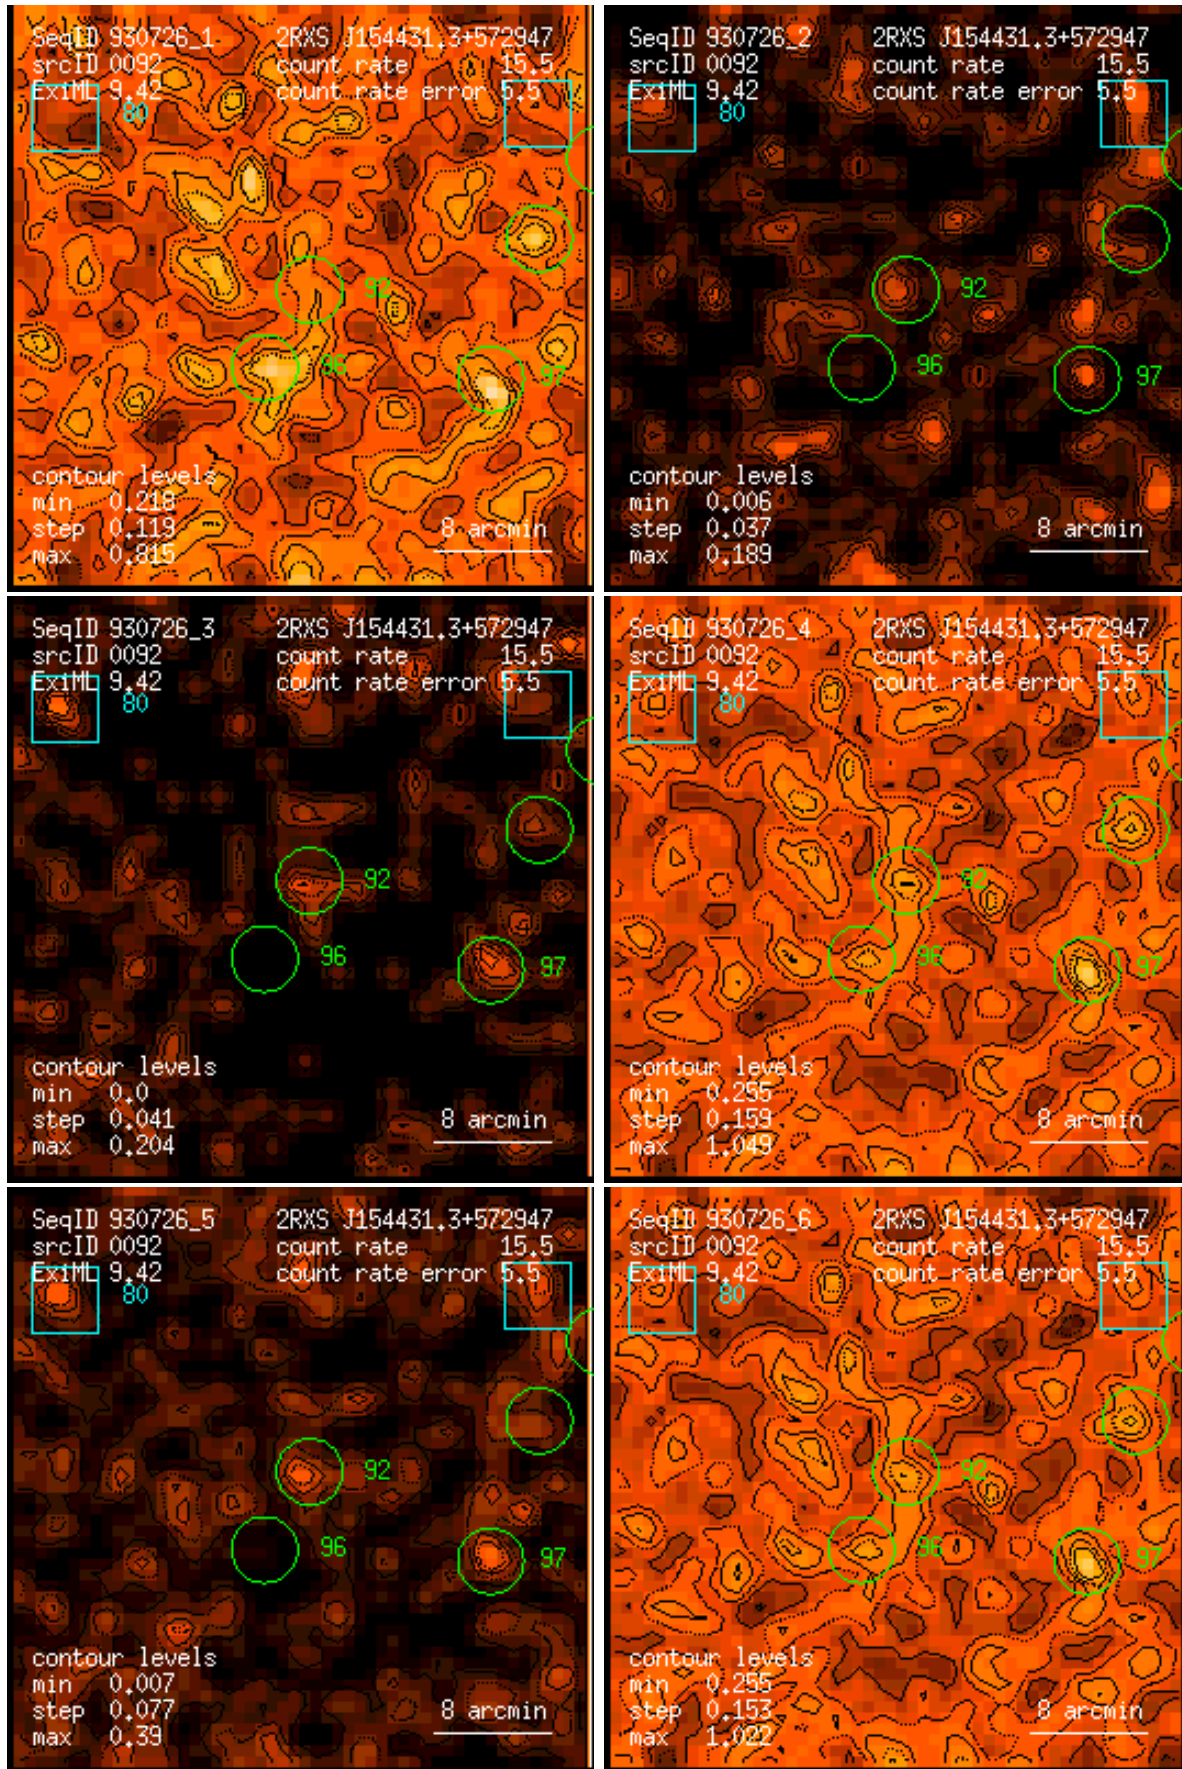 SeqID 930726_1 2RXS J154431.3+572947
srcID 0092 count rate 15.5
ExiML 9.42 count rate error 5.5
80
92
96
97
contour levels
min 0.218
step 0.119 8 arcmin
max 0.815
SeqID 930726_2 2RXS J154431.3+572947
srcID 0092 count rate 15.5
ExiML 9.42 count rate error 5.5
80
92
96
97
contour levels
min 0.006
step 0.037 8 arcmin
max 0.189
SeqID 930726_3 2RXS J154431.3+572947
srcID 0092 count rate 15.5
ExiML 9.42 count rate error 5.5
80
92
96
97
contour levels
min 0.0
step 0.041 8 arcmin
max 0.204
SeqID 930726_4 2RXS J154431.3+572947
srcID 0092 count rate 15.5
ExiML 9.42 count rate error 5.5
80
92
96
97
contour levels
min 0.255
step 0.159 8 arcmin
max 1.049
SeqID 930726_5 2RXS J154431.3+572947
srcID 0092 count rate 15.5
ExiML 9.42 count rate error 5.5
80
92
96
97
contour levels
min 0.007
step 0.077 8 arcmin
max 0.39
SeqID 930726_6 2RXS J154431.3+572947
srcID 0092 count rate 15.5
ExiML 9.42 count rate error 5.5
80
92
96
97
contour levels
min 0.255
step 0.153 8 arcmin
max 1.022